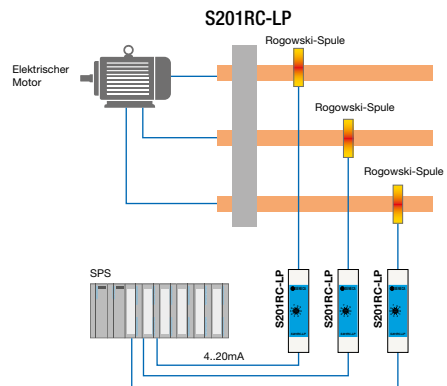 S201RC-LP
Rogowski-Spule
Elektrischer
Motor
Rogowski-Spule
Rogowski-Spule
SPS
S201RC-LP
S201RC-LP
S201RC-LP
4..20mA